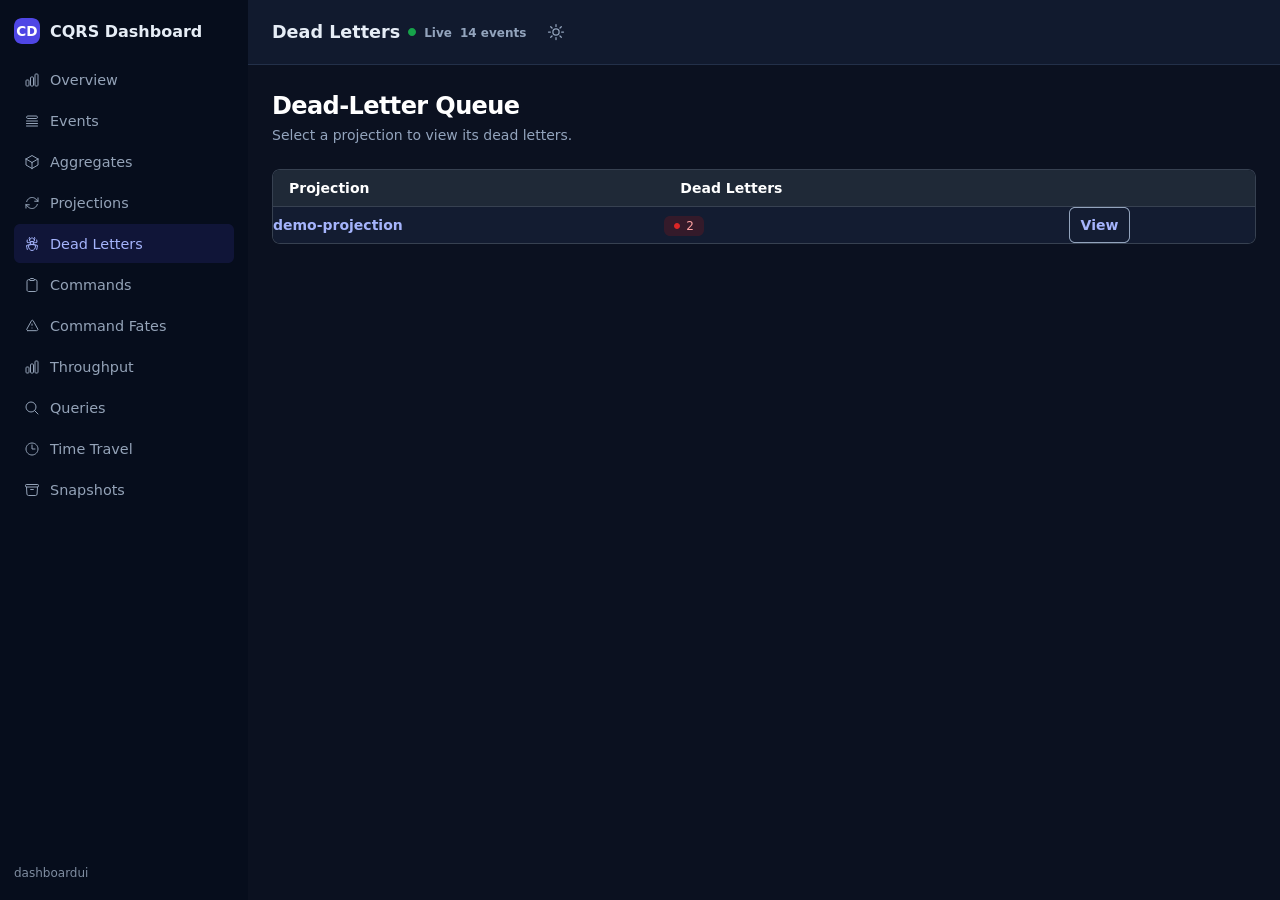 CD CQRS Dashboard
Overview
Events
Aggregates
Projections
Dead Letters
Commands
Command Fates
Throughput
Queries
Time Travel
Snapshots
dashboardui
Dead Letters Live 14 events
Dead-Letter Queue
Select a projection to view its dead letters.
Projection Dead Letters
demo-projection 2 View